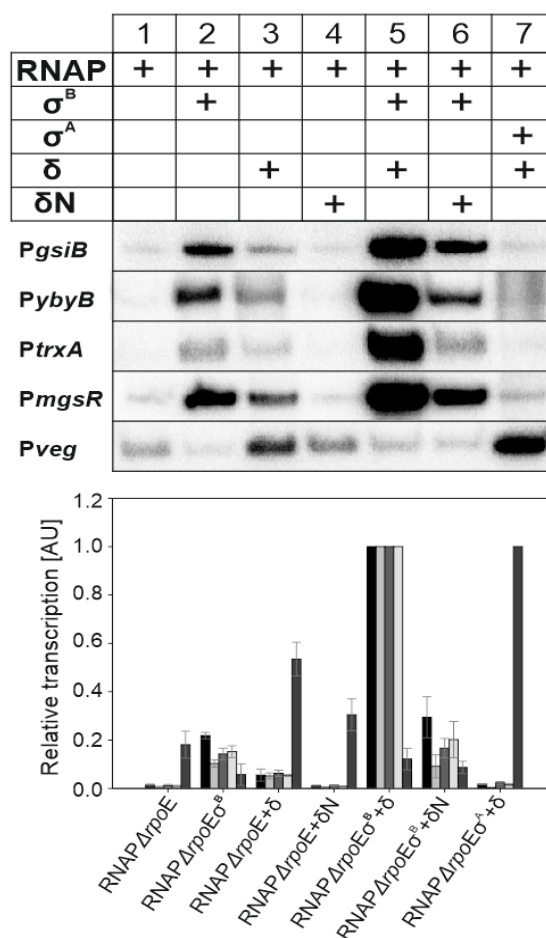 1 2 3 4 5 6 7
RNAP + + + + + + +
σᴮ + + +
σᴬ +
δ + + +
δN + +
PgsiB
PybyB
PtrxA
PmgsR
Pveg
Relative transcription [AU]
1.2
1.0
0.8
0.6
0.4
0.2
0.0
RNAPΔrpoE
RNAPΔrpoEσᴮ
RNAPΔrpoE+δ
RNAPΔrpoE+δN
RNAPΔrpoEσᴮ+δ
RNAPΔrpoEσᴮ+δN
RNAPΔrpoEσᴬ+δ